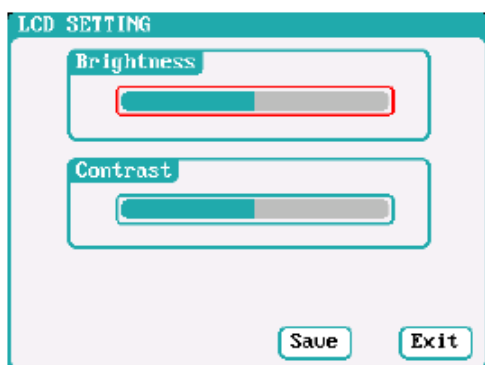 LCD SETTING
Brightness
Contrast
Save
Exit